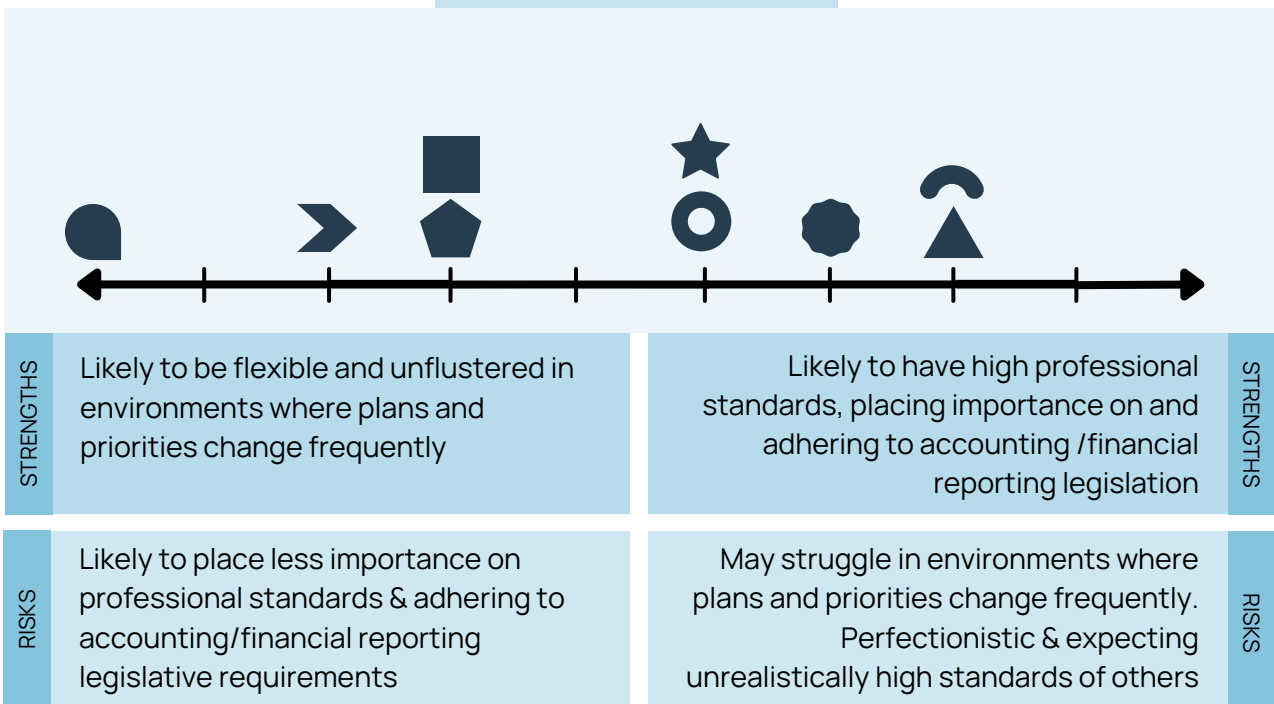 STRENGTHS
Likely to be flexible and unflustered in
environments where plans and
priorities change frequently
Likely to have high professional
standards, placing importance on and
adhering to accounting /financial
reporting legislation
STRENGTHS
RISKS
Likely to place less importance on
professional standards & adhering to
accounting/financial reporting
legislative requirements
May struggle in environments where
plans and priorities change frequently.
Perfectionistic & expecting
unrealistically high standards of others
RISKS